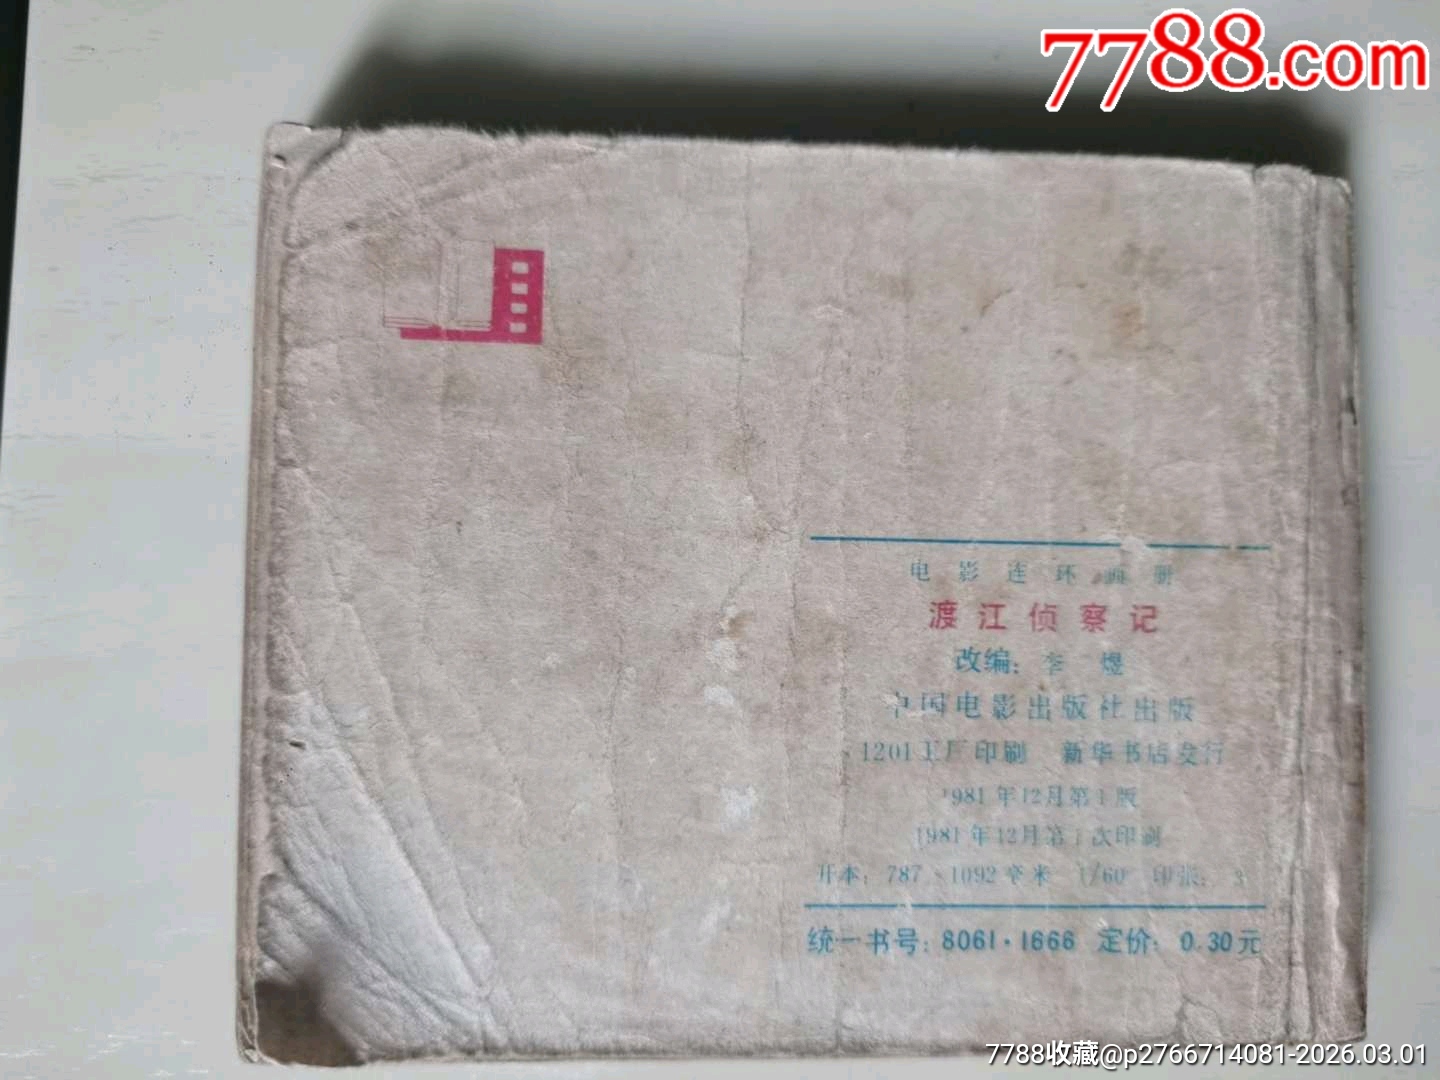 7788.com
电影连环画册
渡江侦察记
改编：李 煜
中国电影出版社出版
1201工厂印刷 新华书店发行
1981年12月第1版
1981年12月第1次印刷
开本：787×1092毫米 1/60 印张：3
统一书号：8061·1666 定价：0.30元
7788收藏@p2766714081-2026.03.01